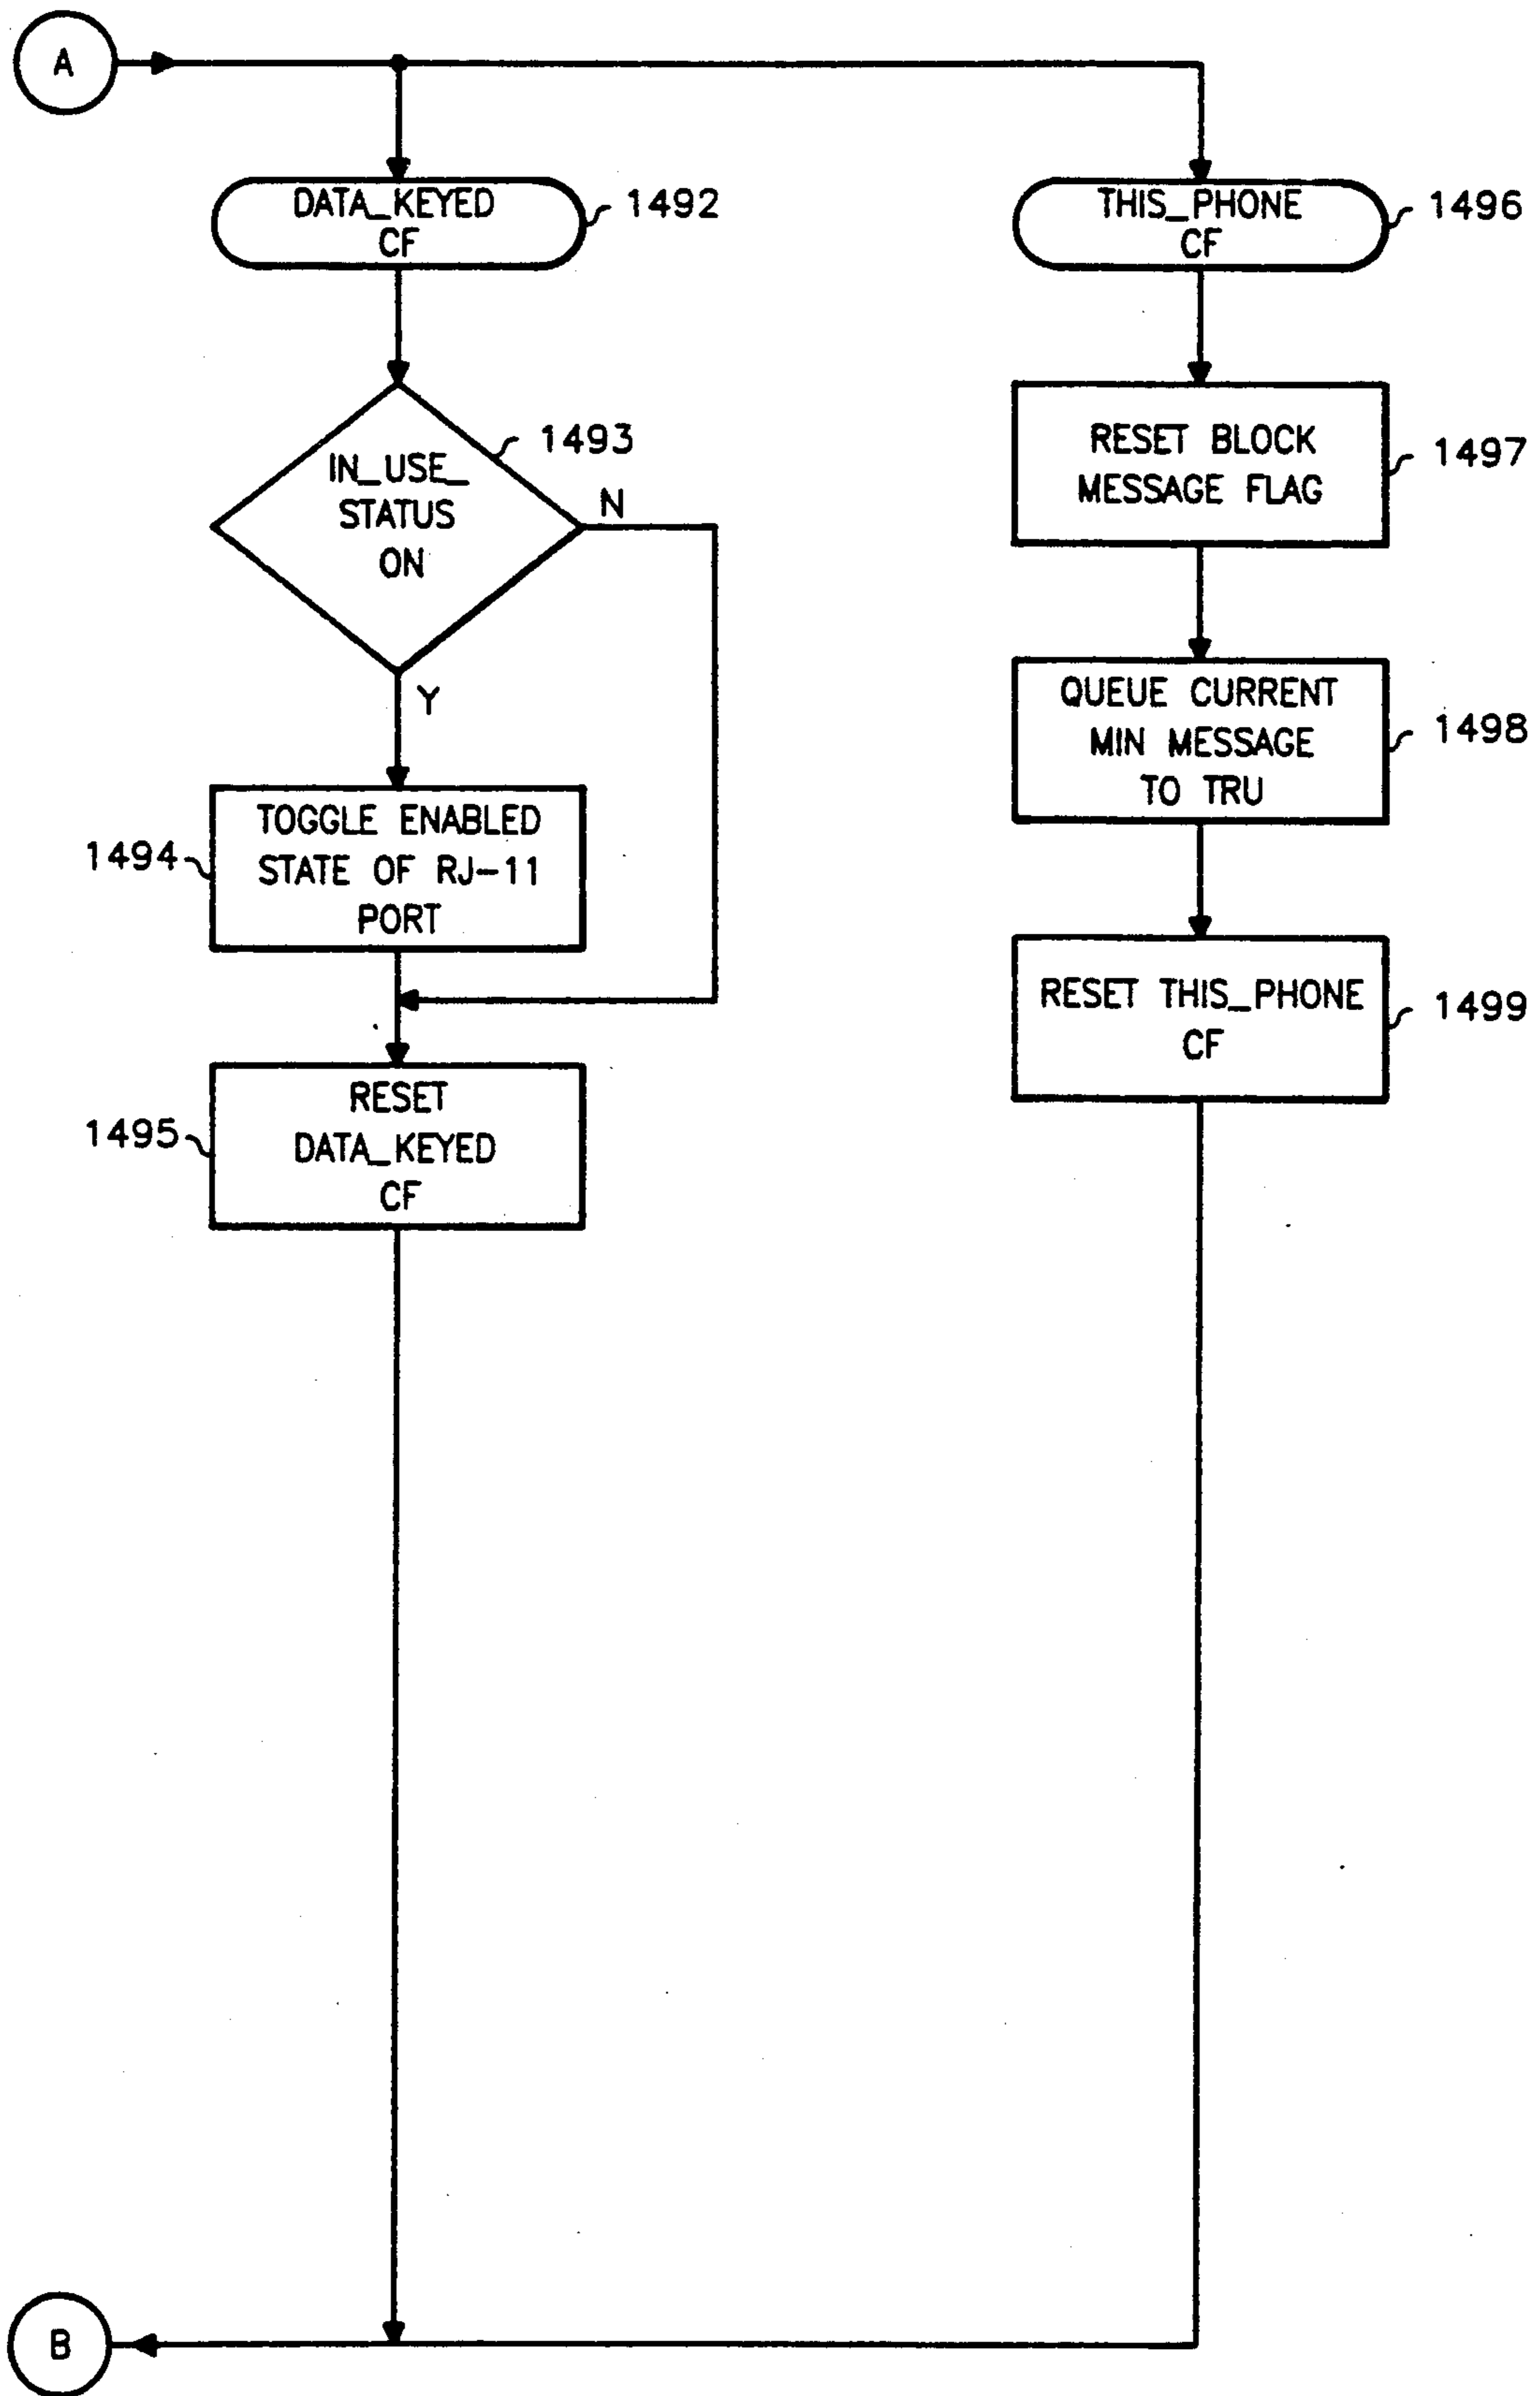 A
DATA_KEYED
CF
1492
THIS_PHONE
CF
1496
IN_USE_
STATUS
ON
1493
N
Y
RESET BLOCK
MESSAGE FLAG
1497
QUEUE CURRENT
MIN MESSAGE
TO TRU
1498
TOGGLE ENABLED
STATE OF RJ-11
PORT
1494
RESET THIS_PHONE
CF
1499
RESET
DATA_KEYED
CF
1495
B